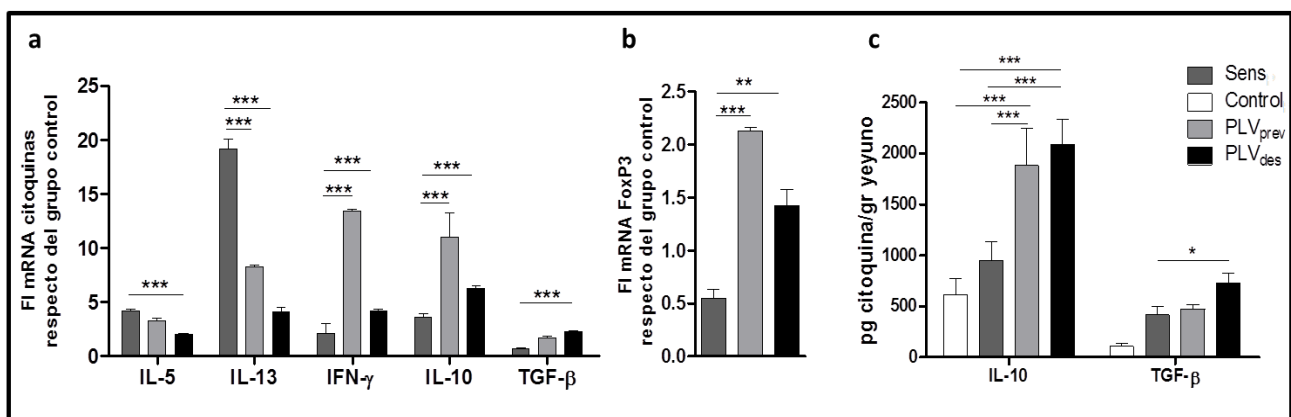 a
FI mRNA citoquinas
respecto del grupo control
25
20
15
10
5
0
***
***
***
***
***
***
***
***
IL-5
IL-13
IFN-γ
IL-10
TGF-β
b
FI mRNA FoxP3
respecto del grupo control
2.5
2.0
1.5
1.0
0.5
0.0
**
***
c
pg citoquina/gr yeyuno
2500
2000
1500
1000
500
0
***
***
***
***
*
IL-10
TGF-β
Sens
Control
PLVprev
PLVdes